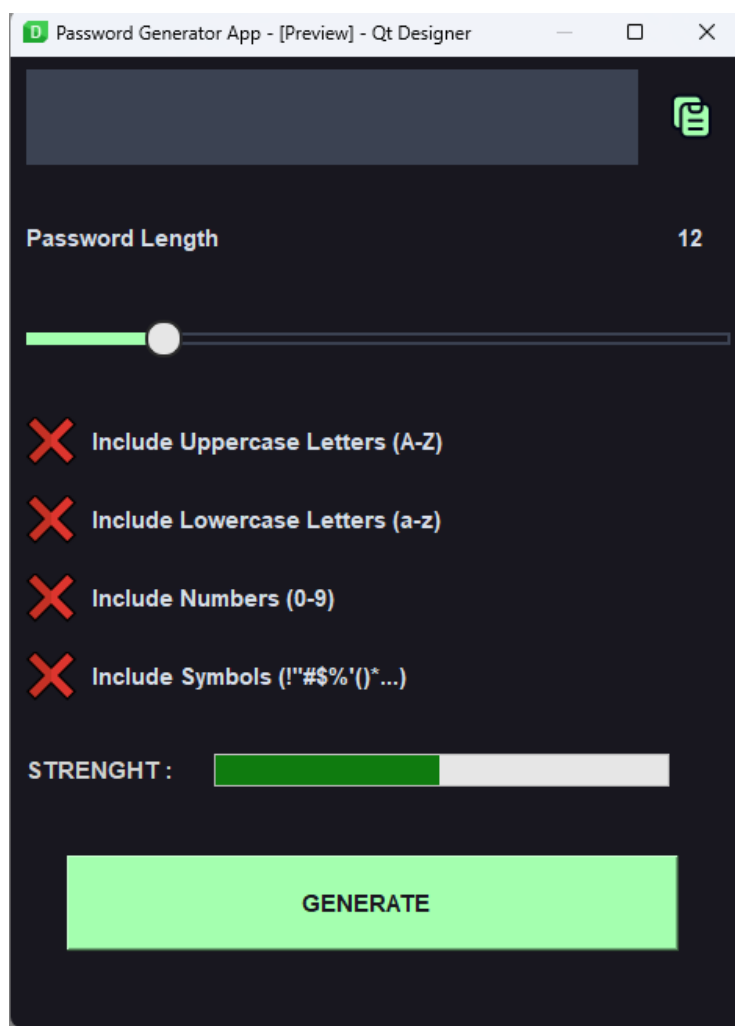 Password Generator App - [Preview] - Qt Designer
Password Length 12
Include Uppercase Letters (A-Z)
Include Lowercase Letters (a-z)
Include Numbers (0-9)
Include Symbols (!"#$%'()*...)
STRENGHT :
GENERATE